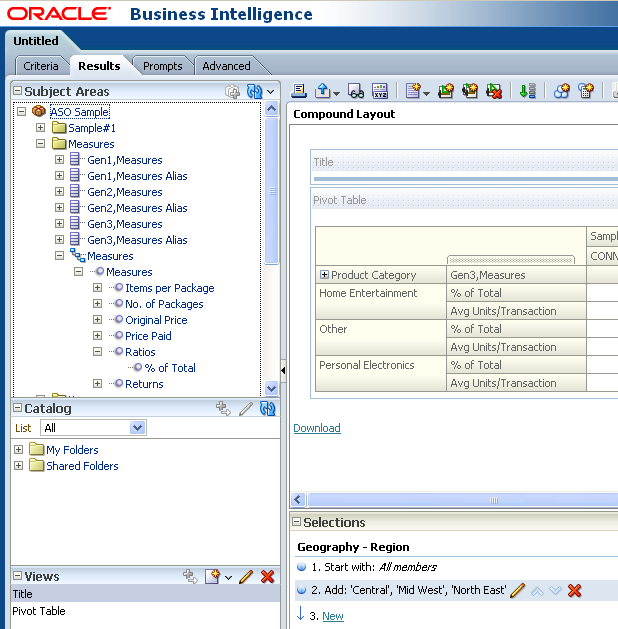 ORACLE Business Intelligence
Untitled
Criteria Results Prompts Advanced
Subject Areas
ASO Sample
Sample#1
Measures
Gen1,Measures
Gen1,Measures Alias
Gen2,Measures
Gen2,Measures Alias
Gen3,Measures
Gen3,Measures Alias
Measures
Measures
Items per Package
No. of Packages
Original Price
Price Paid
Ratios
% of Total
Returns
Catalog
List All
My Folders
Shared Folders
Views
Title
Pivot Table
XYZ
Compound Layout
Title
Pivot Table
Sampl
CONN
Product Category Gen3,Measures
Home Entertainment % of Total
Avg Units/Transaction
Other % of Total
Avg Units/Transaction
Personal Electronics % of Total
Avg Units/Transaction
Download
Selections
Geography - Region
1. Start with: All members
2. Add: 'Central', 'Mid West', 'North East'
3. New